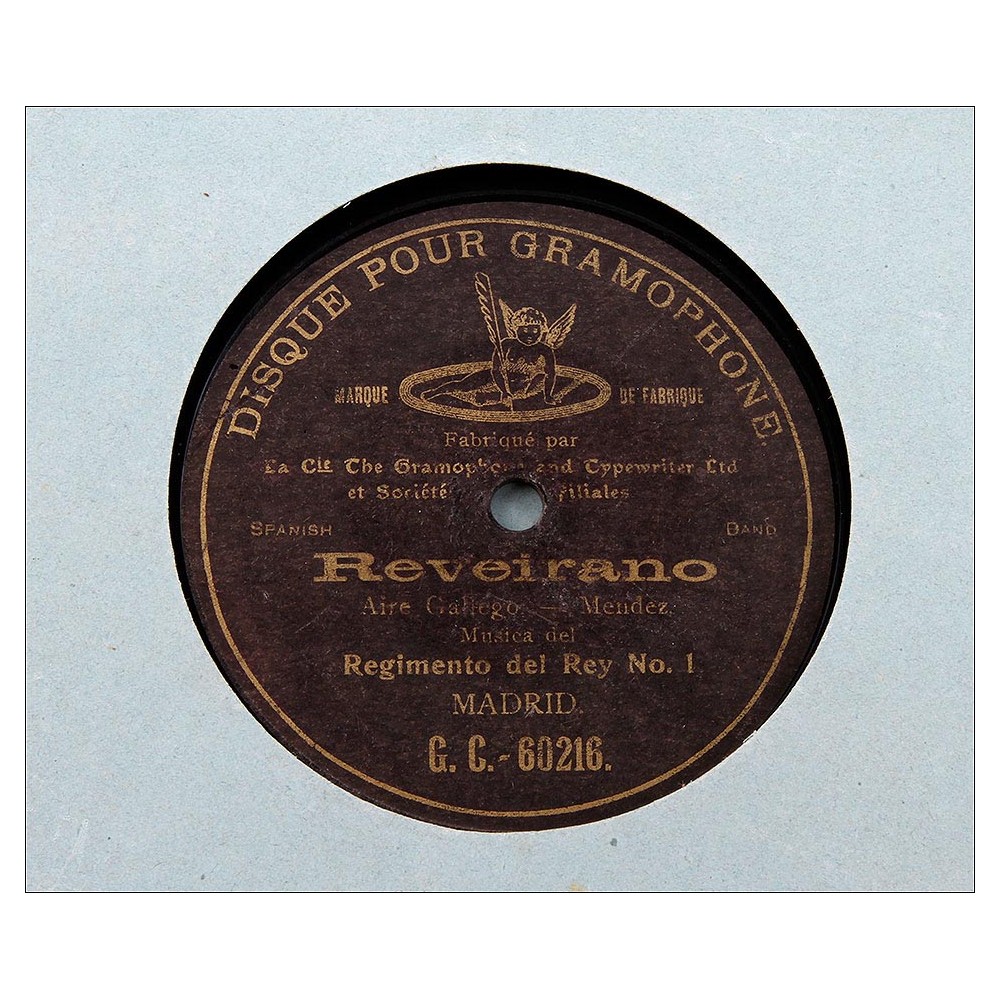 DISQUE POUR GRAMOPHONE
MARQUE DE FABRIQUE
Fabriqué par
La Cie The Gramophone and Typewriter Ltd
et Société filiales
SPANISH BAND
Reveirano
Aire Gallego. — Mendez.
Musica del
Regimento del Rey No. 1
MADRID.
G. C.-60216.